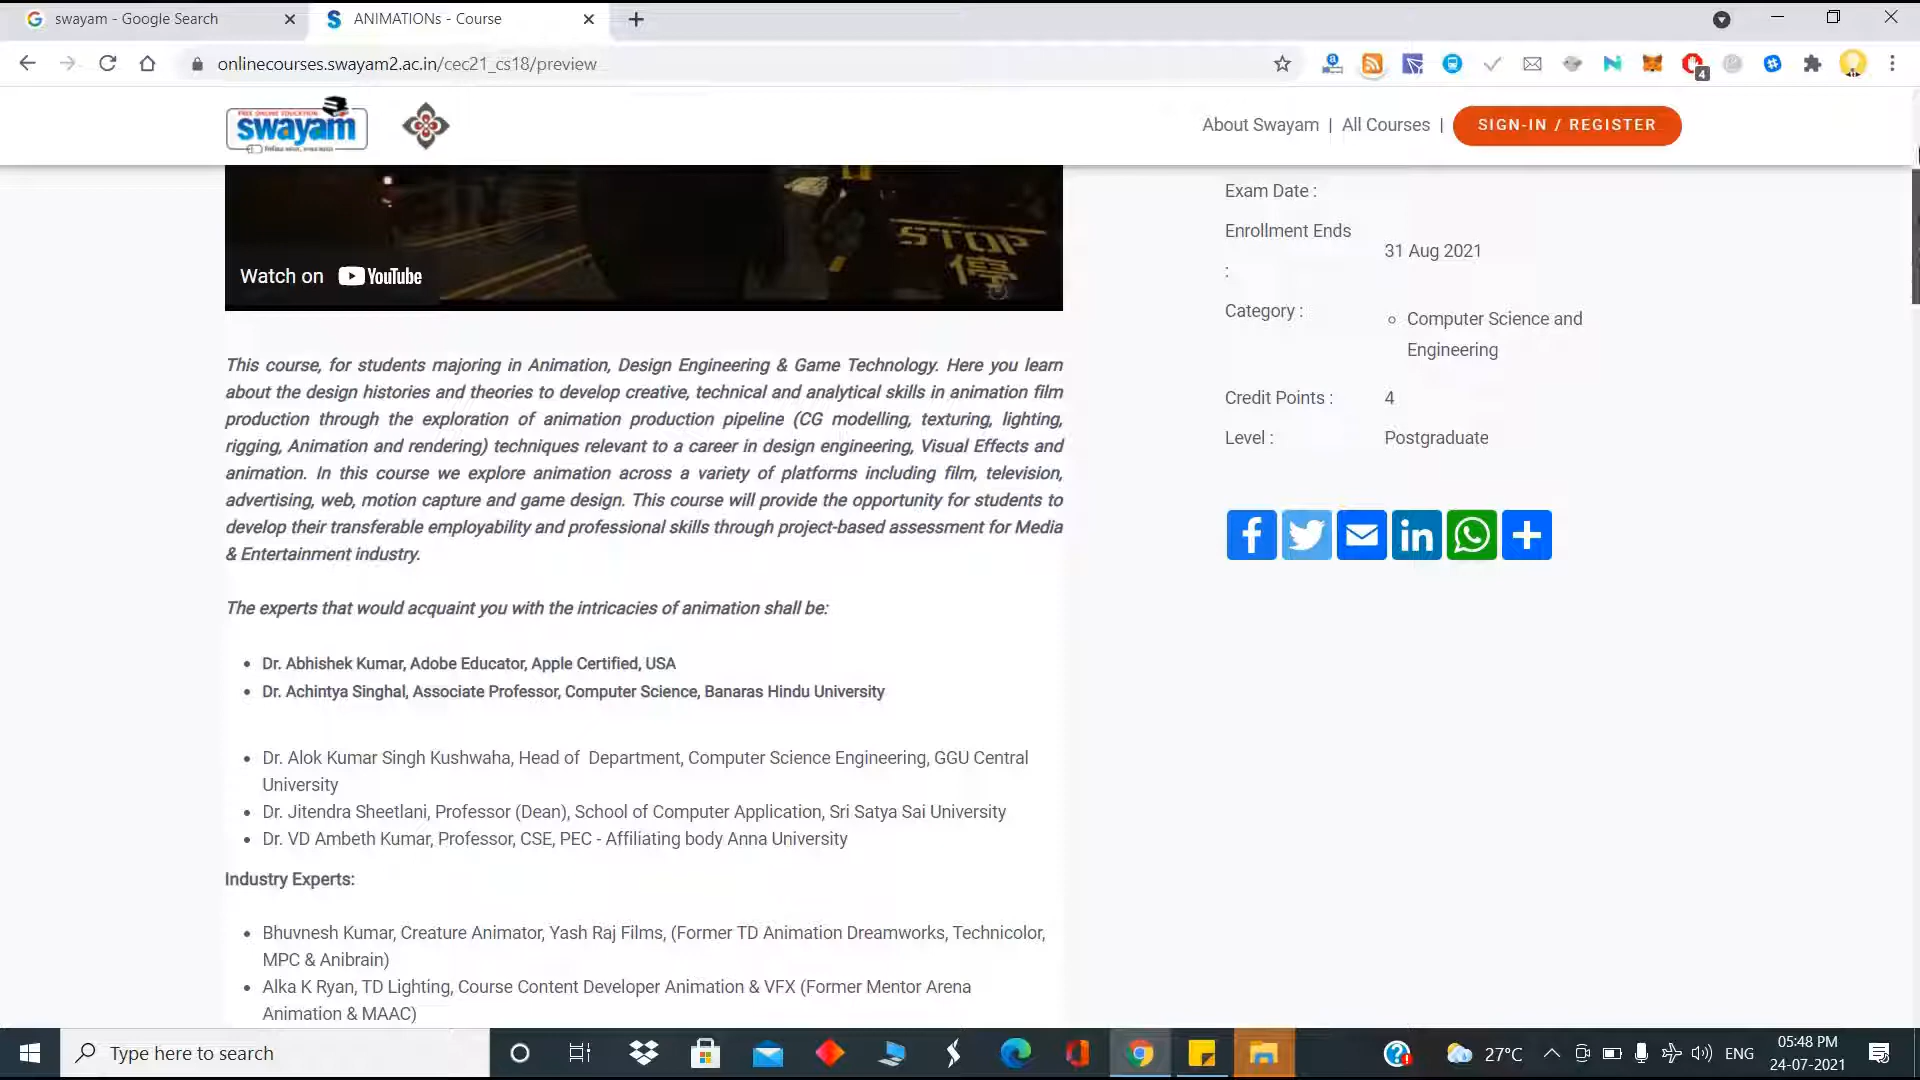 swayam - Google Search
ANIMATIONs - Course
onlinecourses.swayam2.ac.in/cec21_cs18/preview
4
FREE ONLINE EDUCATION
swayam
About Swayam | All Courses |
SIGN-IN / REGISTER
STOP
停
Watch on YouTube
Exam Date :
Enrollment Ends
:
31 Aug 2021
Category :
Computer Science and
Engineering
Credit Points : 4
Level : Postgraduate
This course, for students majoring in Animation, Design Engineering & Game Technology. Here you learn
about the design histories and theories to develop creative, technical and analytical skills in animation film
production through the exploration of animation production pipeline (CG modelling, texturing, lighting,
rigging, Animation and rendering) techniques relevant to a career in design engineering, Visual Effects and
animation. In this course we explore animation across a variety of platforms including film, television,
advertising, web, motion capture and game design. This course will provide the opportunity for students to
develop their transferable employability and professional skills through project-based assessment for Media
& Entertainment industry.
The experts that would acquaint you with the intricacies of animation shall be:
Dr. Abhishek Kumar, Adobe Educator, Apple Certified, USA
Dr. Achintya Singhal, Associate Professor, Computer Science, Banaras Hindu University
Dr. Alok Kumar Singh Kushwaha, Head of Department, Computer Science Engineering, GGU Central
University
Dr. Jitendra Sheetlani, Professor (Dean), School of Computer Application, Sri Satya Sai University
Dr. VD Ambeth Kumar, Professor, CSE, PEC - Affiliating body Anna University
Industry Experts:
Bhuvnesh Kumar, Creature Animator, Yash Raj Films, (Former TD Animation Dreamworks, Technicolor,
MPC & Anibrain)
Alka K Ryan, TD Lighting, Course Content Developer Animation & VFX (Former Mentor Arena
Animation & MAAC)
Type here to search
27°C
ENG
05:48 PM
24-07-2021